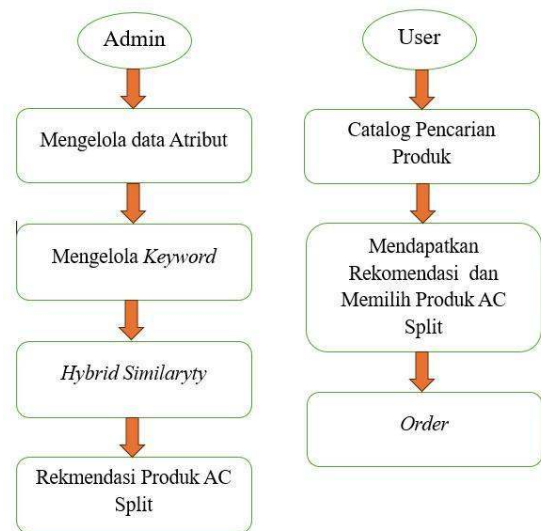 Admin
Mengelola data Atribut
Mengelola Keyword
Hybrid Similaryty
Rekmendasi Produk AC
Split
User
Catalog Pencarian
Produk
Mendapatkan
Rekomendasi dan
Memilih Produk AC
Split
Order